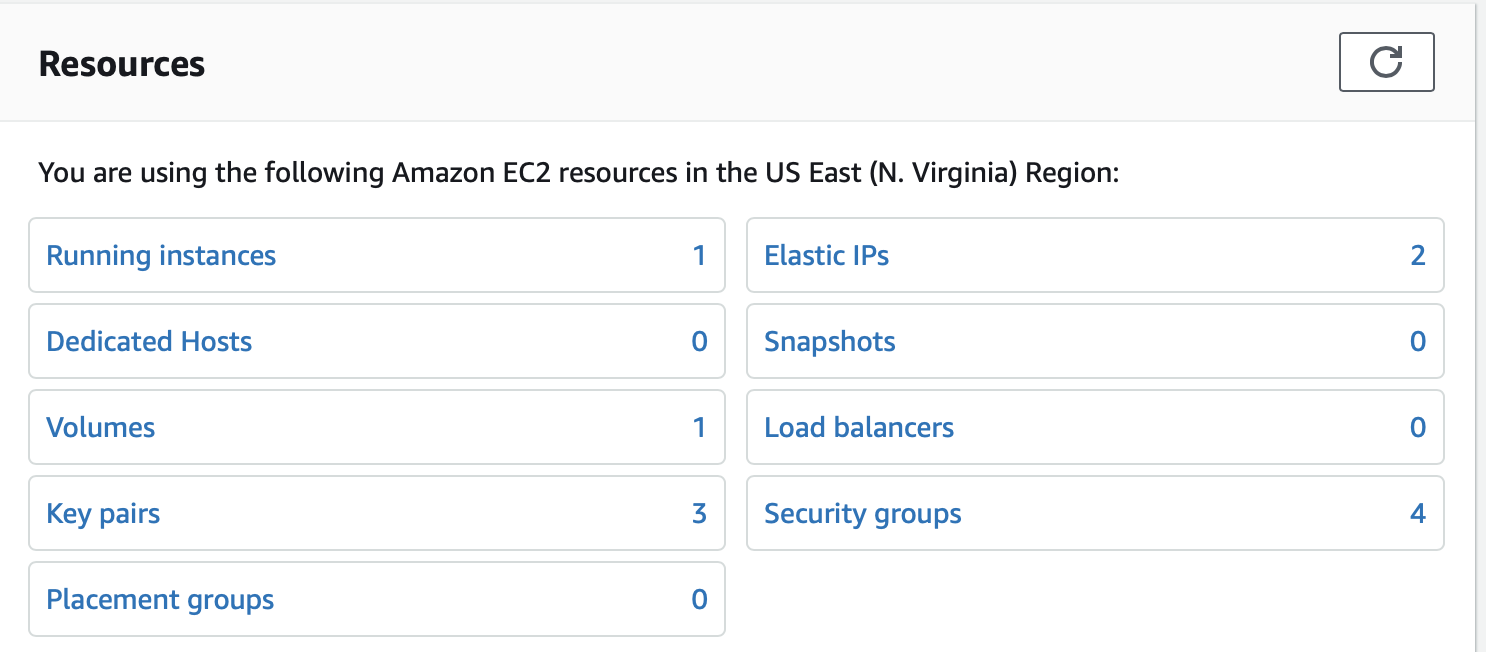 Resources
You are using the following Amazon EC2 resources in the US East (N. Virginia) Region:
Running instances 1
Elastic IPs 2
Dedicated Hosts 0
Snapshots 0
Volumes 1
Load balancers 0
Key pairs 3
Security groups 4
Placement groups 0